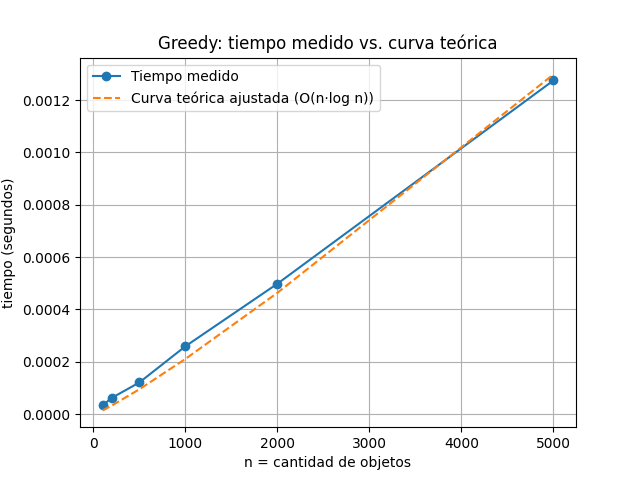 Greedy: tiempo medido vs. curva teórica
Tiempo medido
Curva teórica ajustada (O(n·log n))
tiempo (segundos)
0.0012
0.0010
0.0008
0.0006
0.0004
0.0002
0.0000
0 1000 2000 3000 4000 5000
n = cantidad de objetos